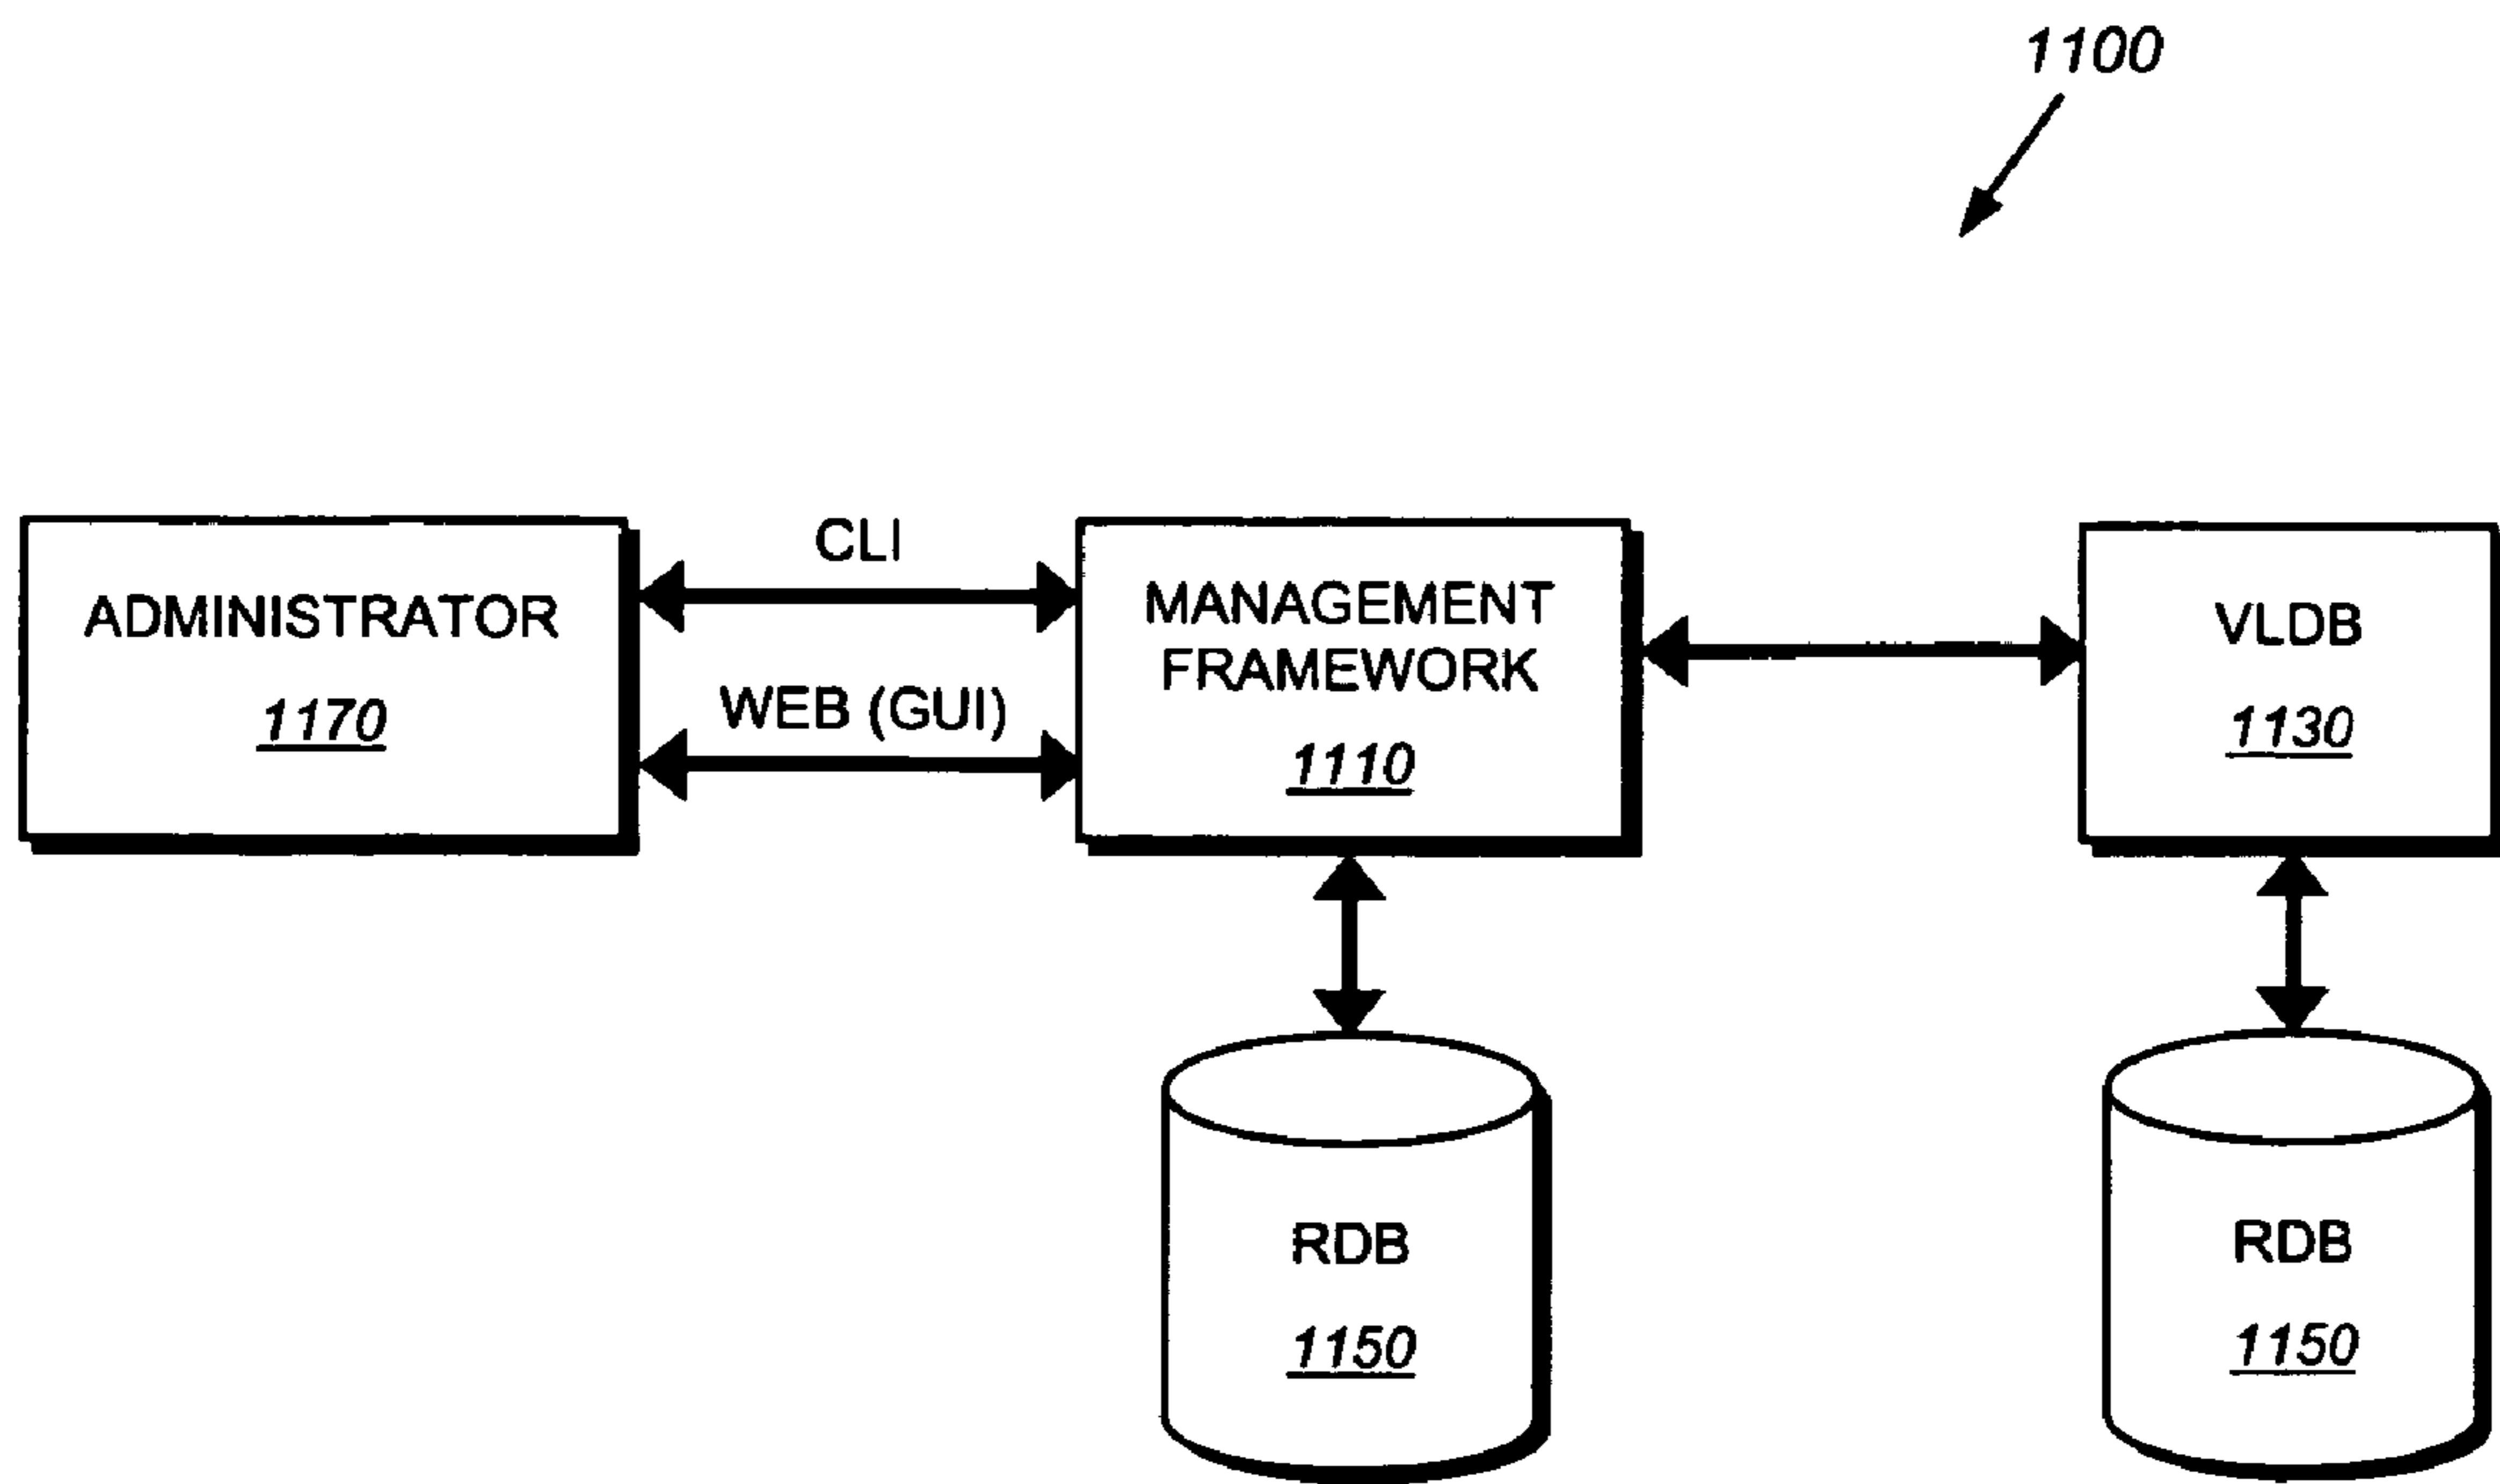 1100
ADMINISTRATOR
1170
CLI
WEB (GUI)
MANAGEMENT
FRAMEWORK
1110
VLDB
1130
RDB
1150
RDB
1150